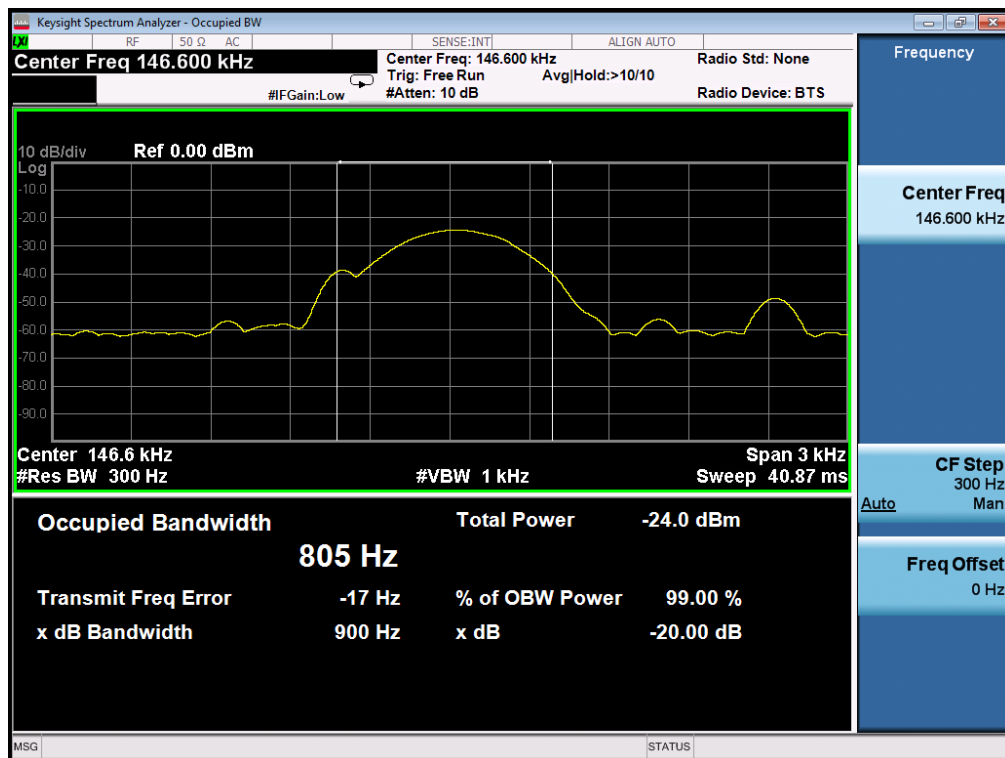 Keysight Spectrum Analyzer - Occupied BW
LXI RF 50 Ω AC SENSE:INT ALIGN AUTO
Center Freq 146.600 kHz
Center Freq: 146.600 kHz Radio Std: None
Trig: Free Run Avg|Hold:>10/10
#IFGain:Low #Atten: 10 dB Radio Device: BTS
10 dB/div Ref 0.00 dBm
Log
-10.0
-20.0
-30.0
-40.0
-50.0
-60.0
-70.0
-80.0
-90.0
Center 146.6 kHz Span 3 kHz
#Res BW 300 Hz #VBW 1 kHz Sweep 40.87 ms
Occupied Bandwidth Total Power -24.0 dBm
805 Hz
Transmit Freq Error -17 Hz % of OBW Power 99.00 %
x dB Bandwidth 900 Hz x dB -20.00 dB
MSG STATUS
Frequency
Center Freq
146.600 kHz
CF Step
300 Hz
Auto Man
Freq Offset
0 Hz